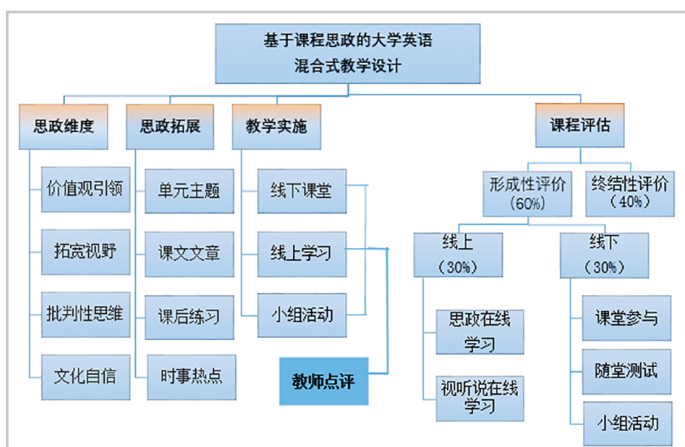 基于课程思政的大学英语
混合式教学设计
思政维度
思政拓展
教学实施
课程评估
价值观引领
拓宽视野
批判性思维
文化自信
单元主题
课文文章
课后练习
时事热点
线下课堂
线上学习
小组活动
教师点评
形成性评价
(60%)
终结性评价
(40%)
线上
(30%)
线下
(30%)
思政在线
学习
视听说在线
学习
课堂参与
随堂测试
小组活动